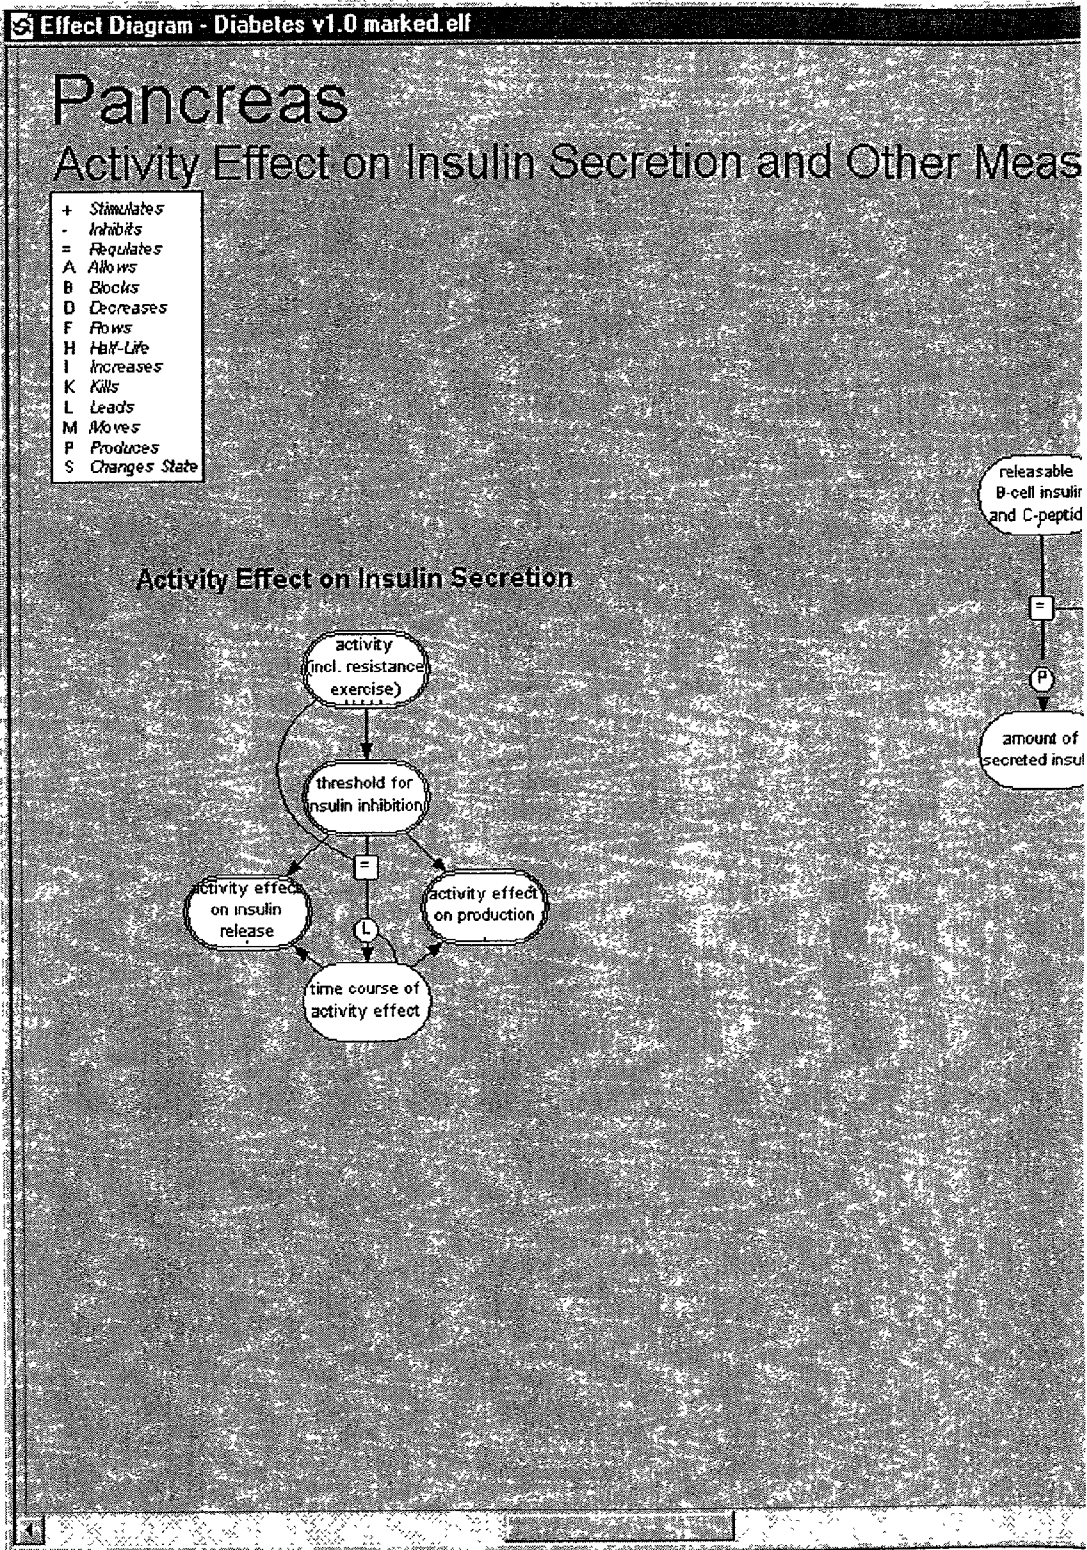 Effect Diagram - Diabetes v1.0 marked.elf
Pancreas
Activity Effect on Insulin Secretion and Other Meas
+ Stimulates
- Inhibits
= Regulates
A Allows
B Blocks
D Decreases
F Flows
H Half-Life
I Increases
K Kills
L Leads
M Moves
P Produces
S Changes State
releasable
B-cell insulin
and C-peptid
=
P
amount of
secreted insul
Activity Effect on Insulin Secretion
activity
(incl. resistance
exercise)
threshold for
insulin inhibition
=
activity effect
on insulin
release
activity effect
on production
L
time course of
activity effect